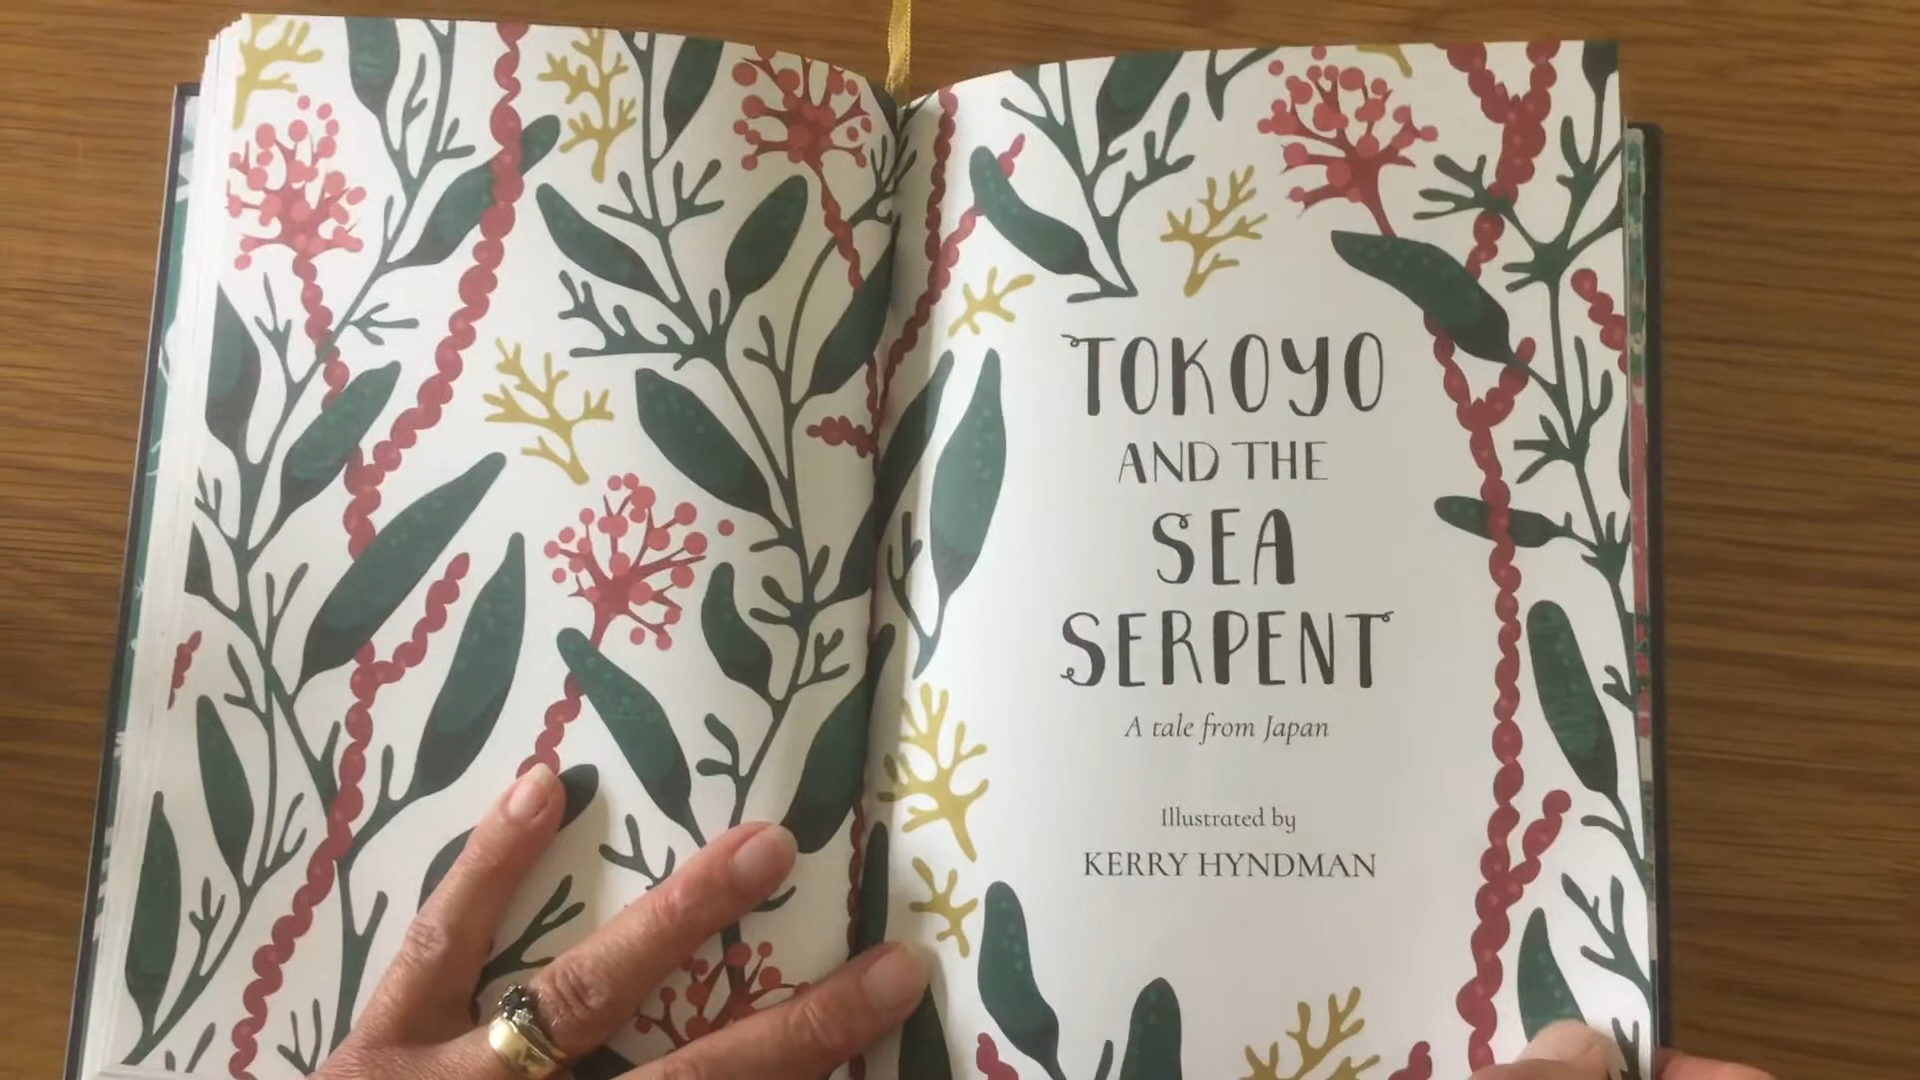 TOKOYO
AND THE
SEA
SERPENT
A tale from Japan
Illustrated by
KERRY HYNDMAN